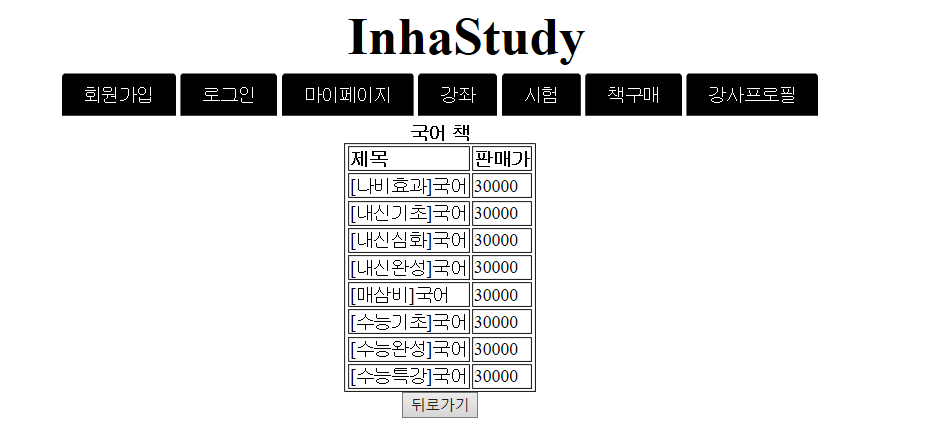 InhaStudy
회원가입 로그인 마이페이지 강좌 시험 책구매 강사프로필
국어 책
제목 판매가
[나비효과]국어 30000
[내신기초]국어 30000
[내신심화]국어 30000
[내신완성]국어 30000
[매삼비]국어 30000
[수능기초]국어 30000
[수능완성]국어 30000
[수능특강]국어 30000
뒤로가기